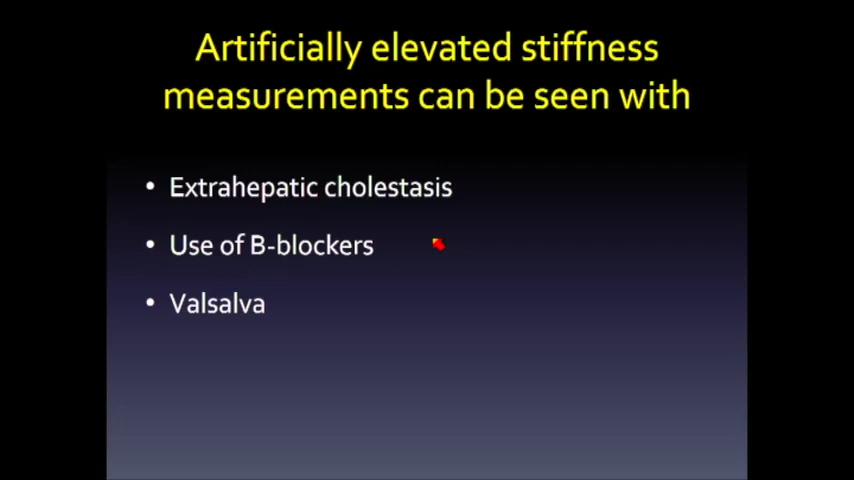 Artificially elevated stiffness
measurements can be seen with
• Extrahepatic cholestasis
• Use of B-blockers
• Valsalva